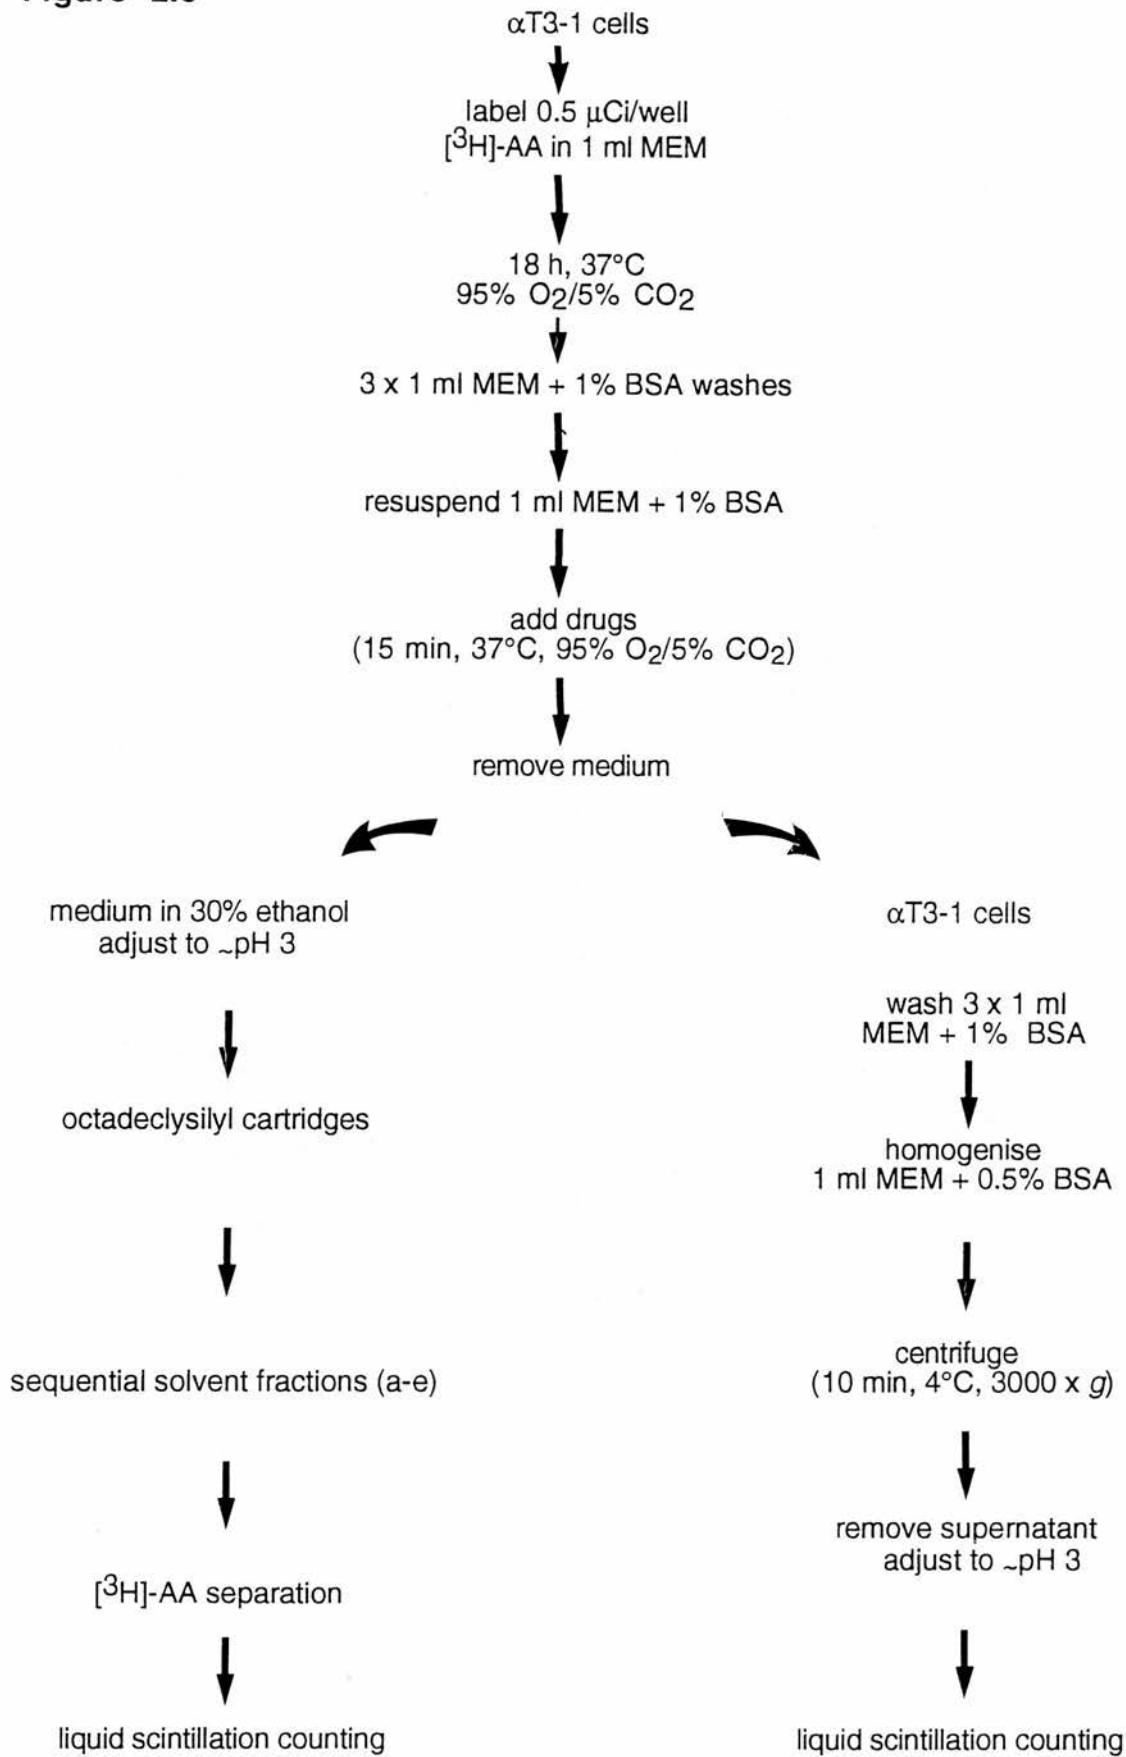 αT3-1 cells
label 0.5 μCi/well
[³H]-AA in 1 ml MEM
18 h, 37°C
95% O₂/5% CO₂
3 x 1 ml MEM + 1% BSA washes
resuspend 1 ml MEM + 1% BSA
add drugs
(15 min, 37°C, 95% O₂/5% CO₂)
remove medium
medium in 30% ethanol
adjust to ~pH 3
octadeclysilyl cartridges
sequential solvent fractions (a-e)
[³H]-AA separation
liquid scintillation counting
αT3-1 cells
wash 3 x 1 ml
MEM + 1% BSA
homogenise
1 ml MEM + 0.5% BSA
centrifuge
(10 min, 4°C, 3000 x g)
remove supernatant
adjust to ~pH 3
liquid scintillation counting